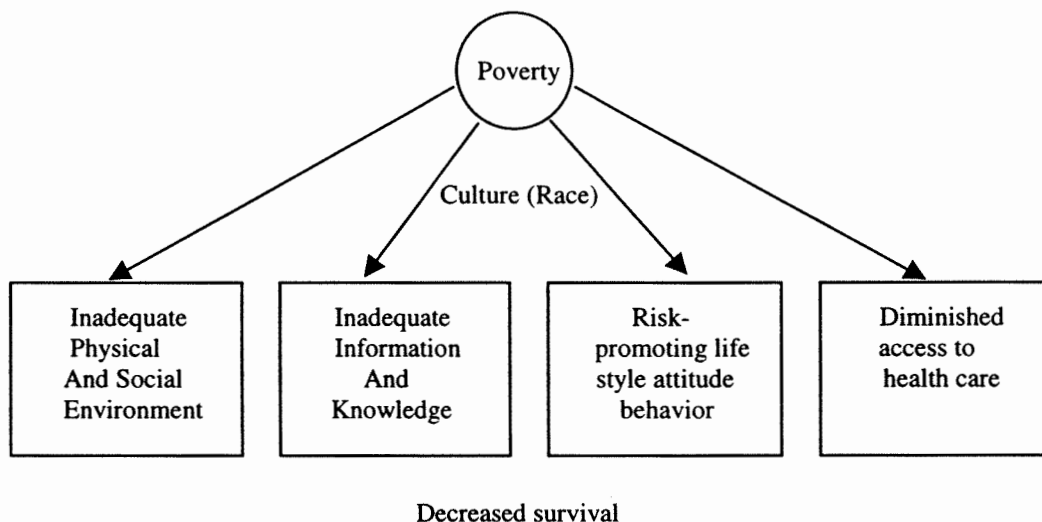 Poverty
Culture (Race)
Inadequate
Physical
And Social
Environment
Inadequate
Information
And
Knowledge
Risk-
promoting life
style attitude
behavior
Diminished
access to
health care
Decreased survival